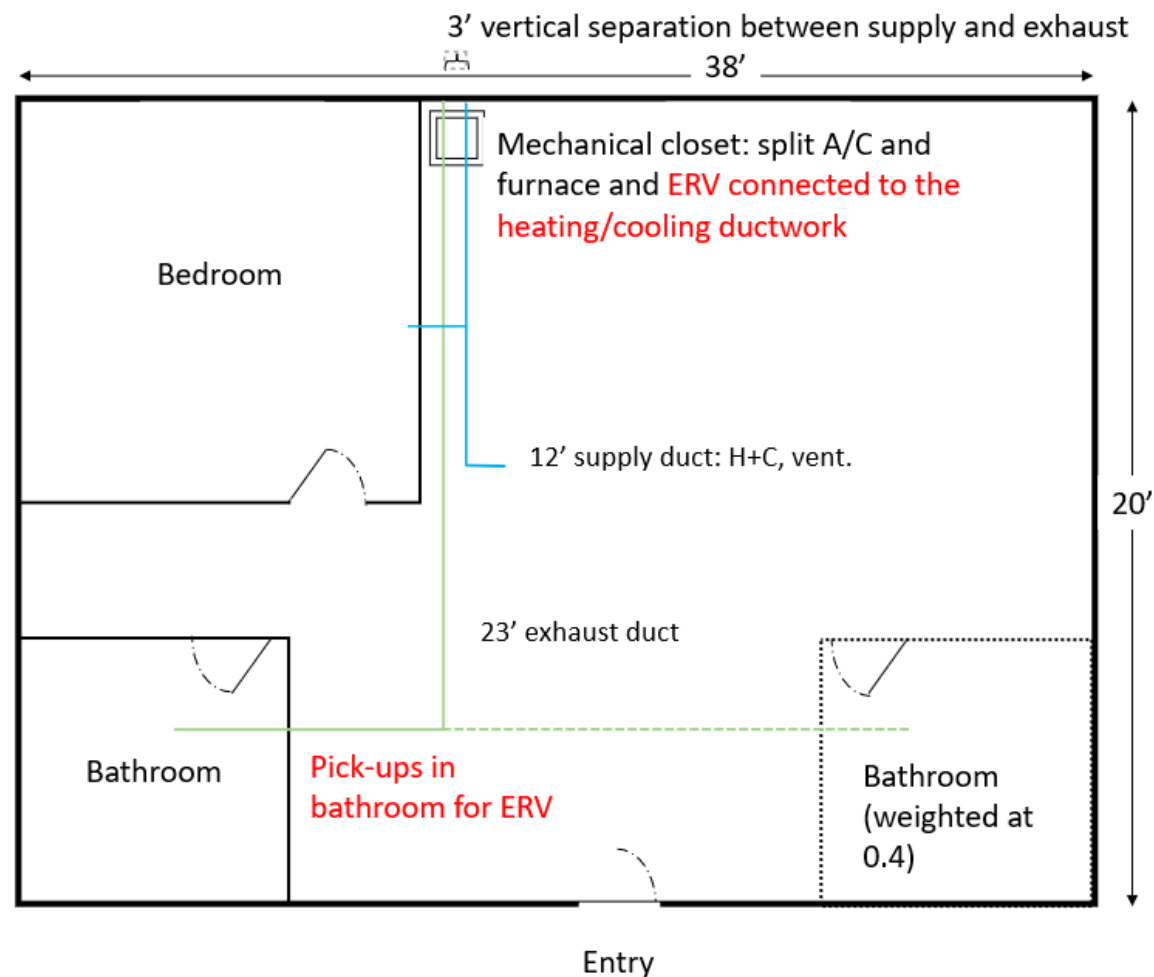 3’ vertical separation between supply and exhaust
38’
Mechanical closet: split A/C and
furnace and ERV connected to the
heating/cooling ductwork
Bedroom
12’ supply duct: H+C, vent.
20’
23’ exhaust duct
Bathroom
Pick-ups in
bathroom for ERV
Bathroom
(weighted at
0.4)
Entry